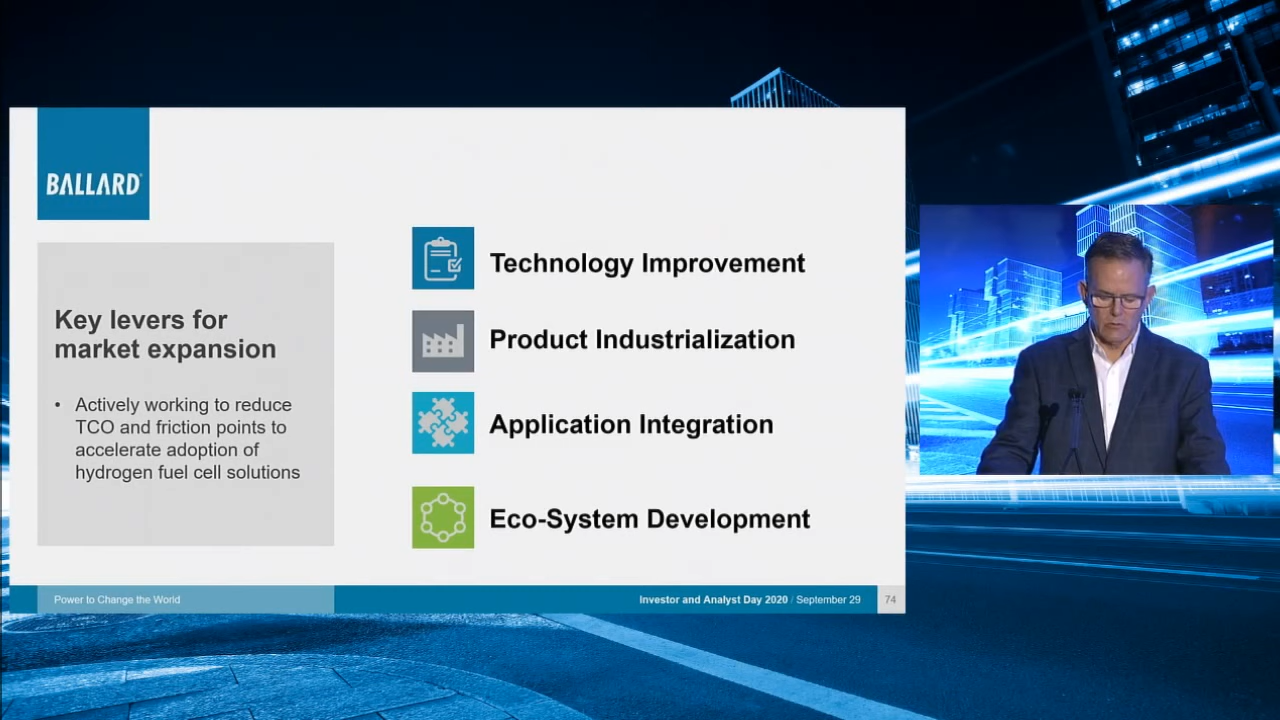 BALLARD
Key levers for
market expansion
• Actively working to reduce
TCO and friction points to
accelerate adoption of
hydrogen fuel cell solutions
Technology Improvement
Product Industrialization
Application Integration
Eco-System Development
Power to Change the World
Investor and Analyst Day 2020 / September 29
74